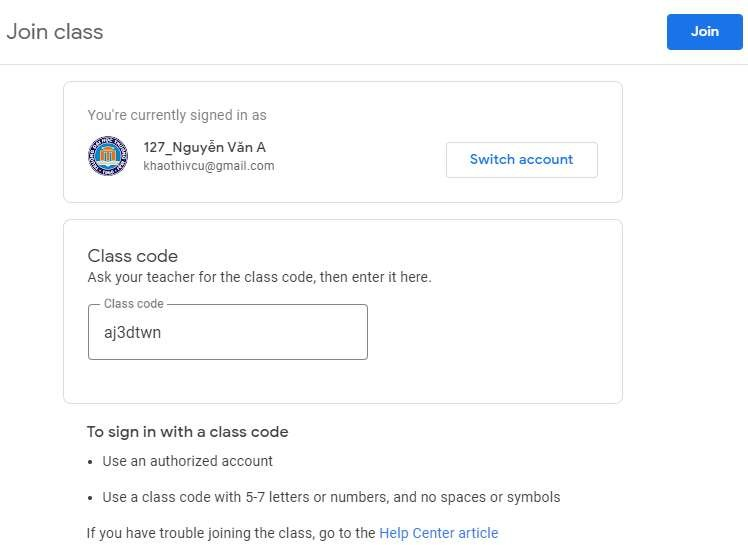 Join class
Join
You're currently signed in as
127_Nguyễn Văn A
khaothivcu@gmail.com
Switch account
Class code
Ask your teacher for the class code, then enter it here.
Class code
aj3dtwn
To sign in with a class code
• Use an authorized account
• Use a class code with 5-7 letters or numbers, and no spaces or symbols
If you have trouble joining the class, go to the Help Center article